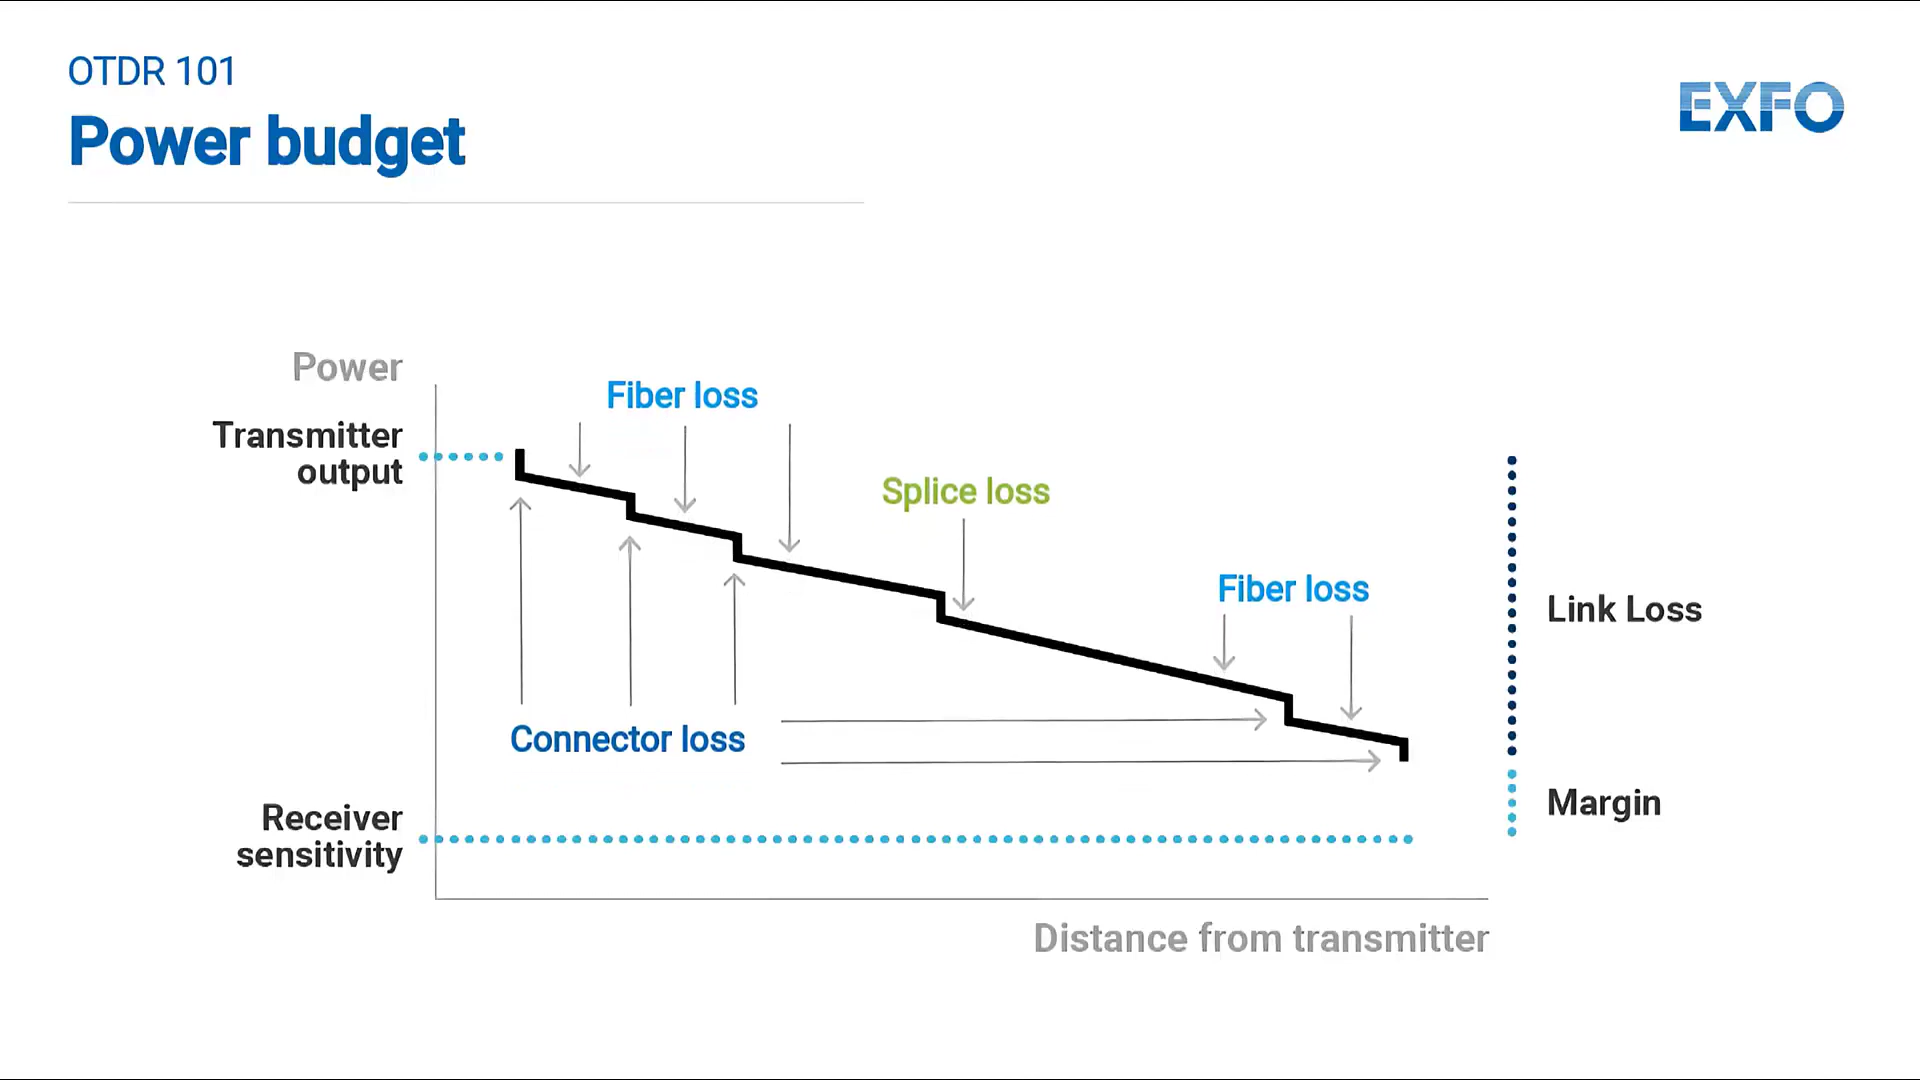 OTDR 101
Power budget
EXFO
Power
Transmitter
output
Fiber loss
Splice loss
Fiber loss
Link Loss
Connector loss
Margin
Receiver
sensitivity
Distance from transmitter